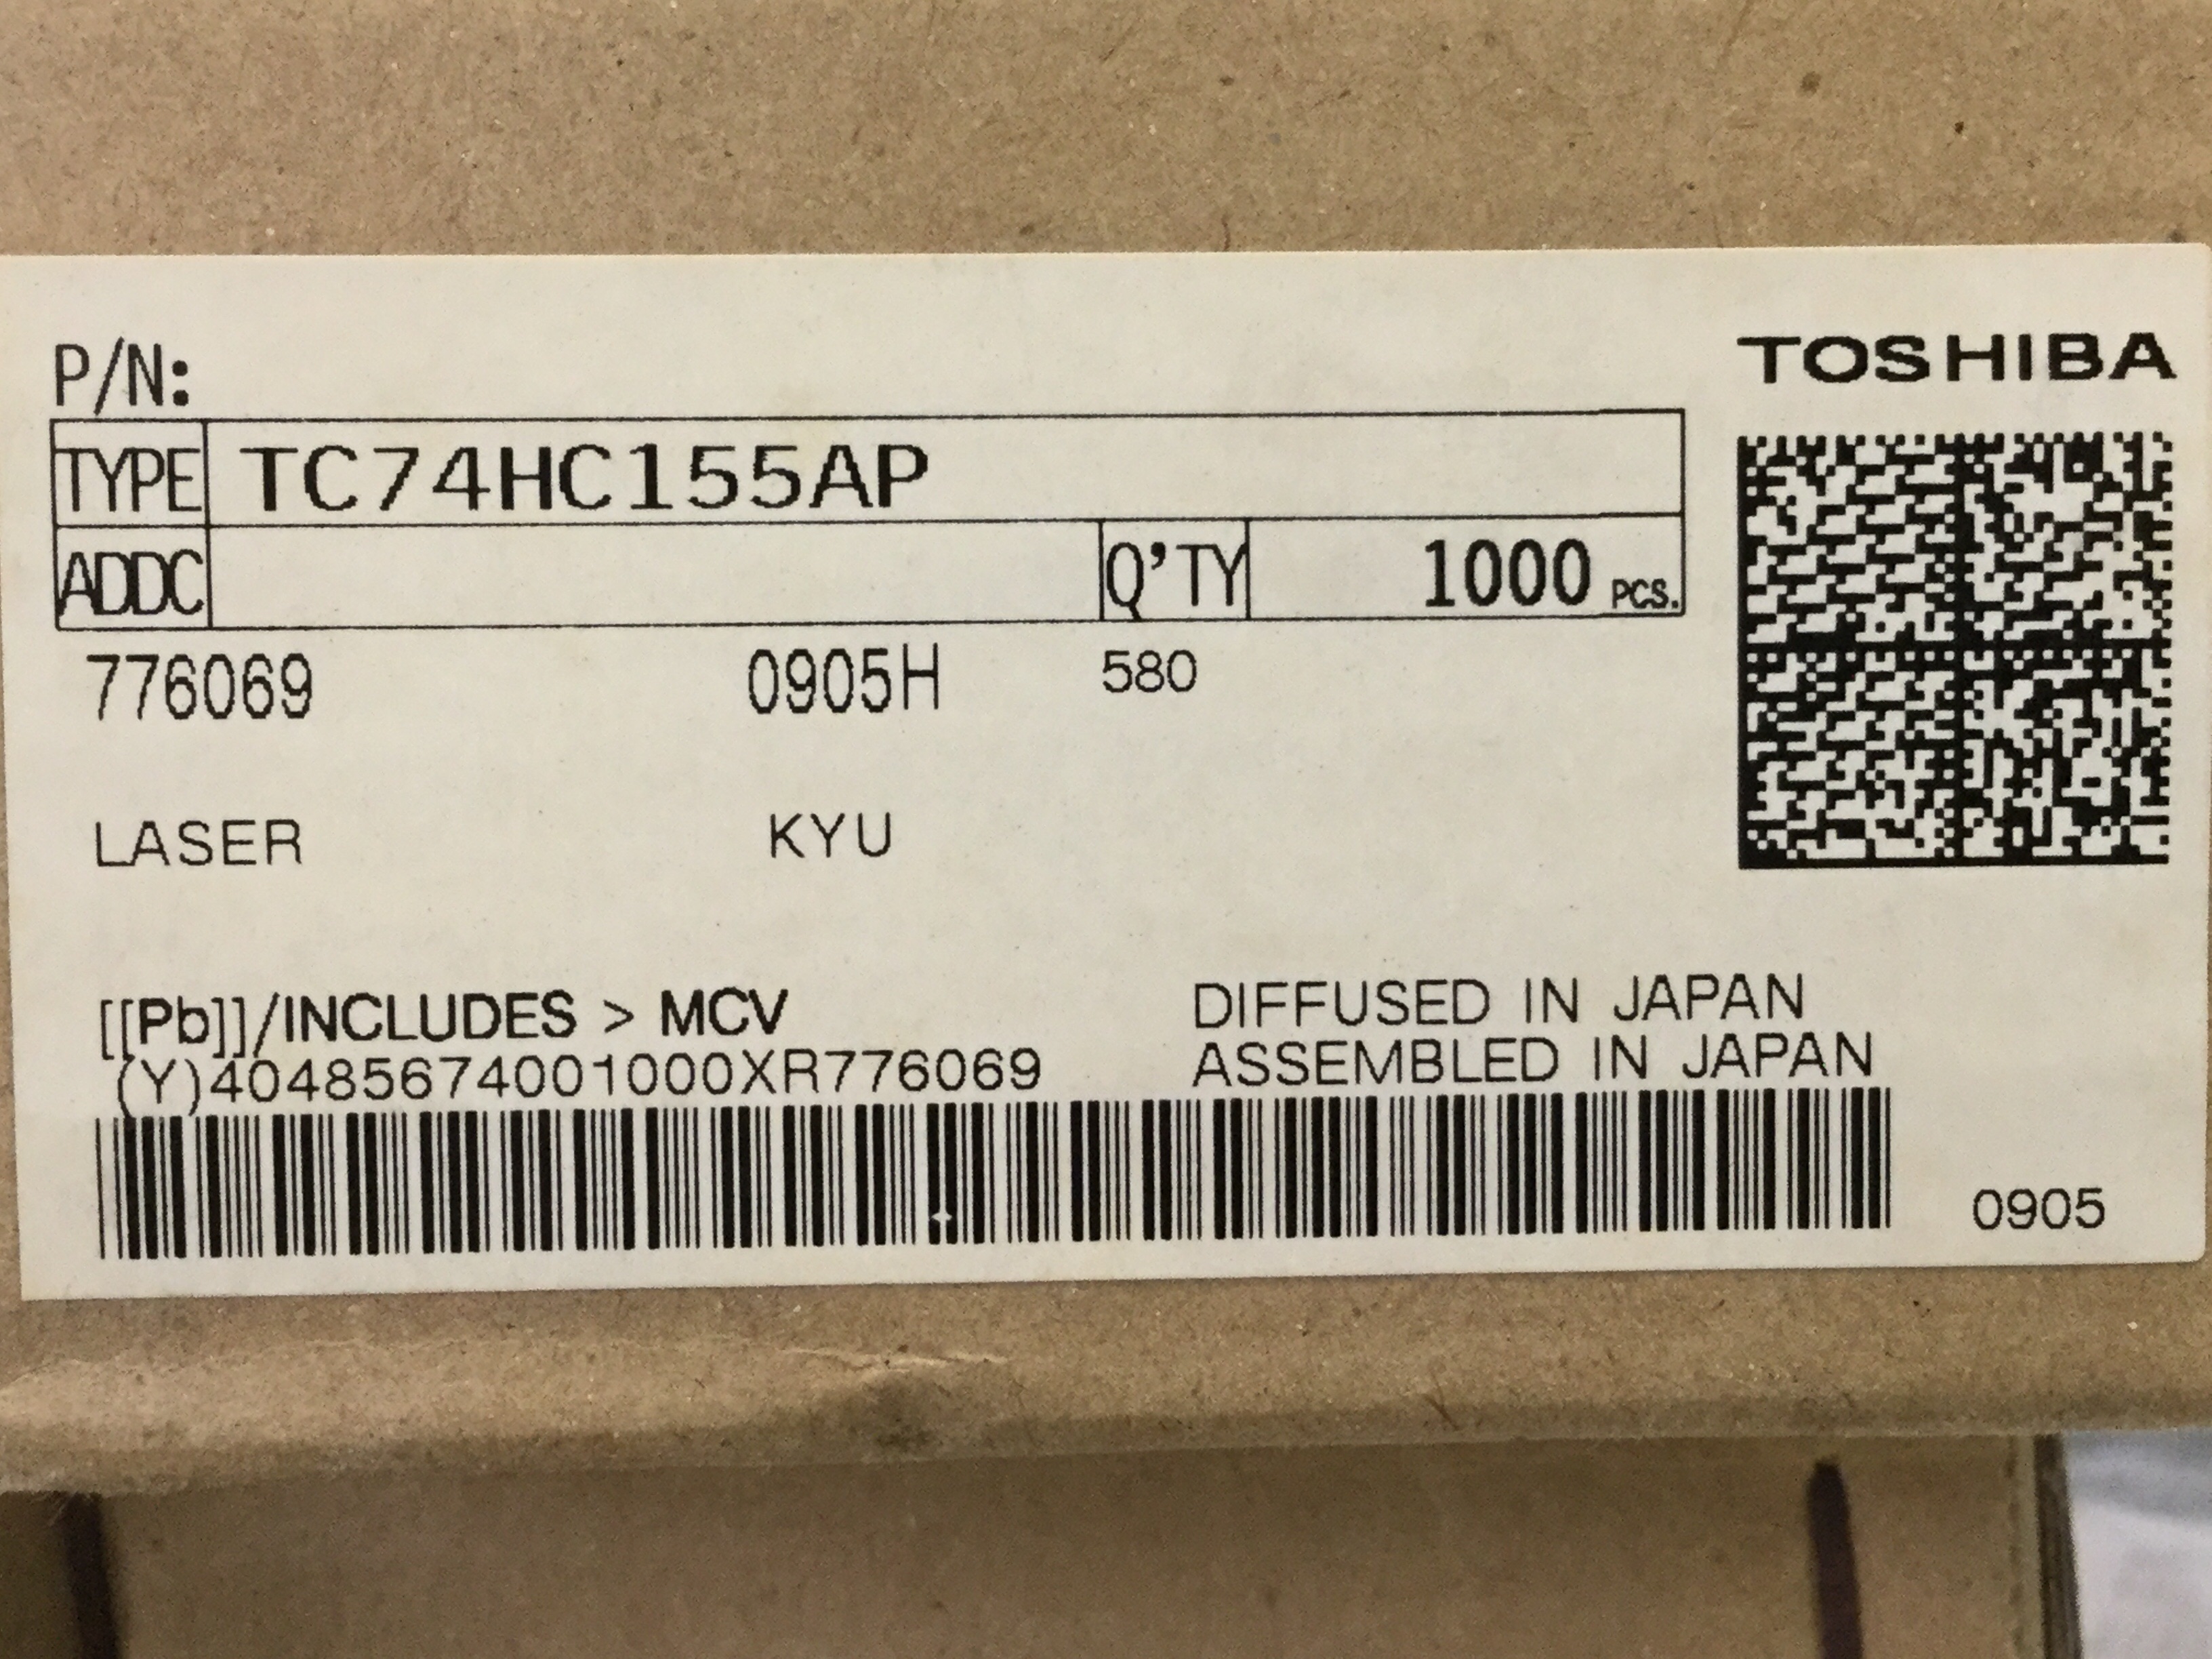 P/N:
TOSHIBA
TYPE TC74HC155AP
ADDC Q'TY 1000 PCS.
776069 0905H 580
LASER KYU
[[Pb]]/INCLUDES > MCV
DIFFUSED IN JAPAN
(Y)40485674001000XR776069
ASSEMBLED IN JAPAN
0905